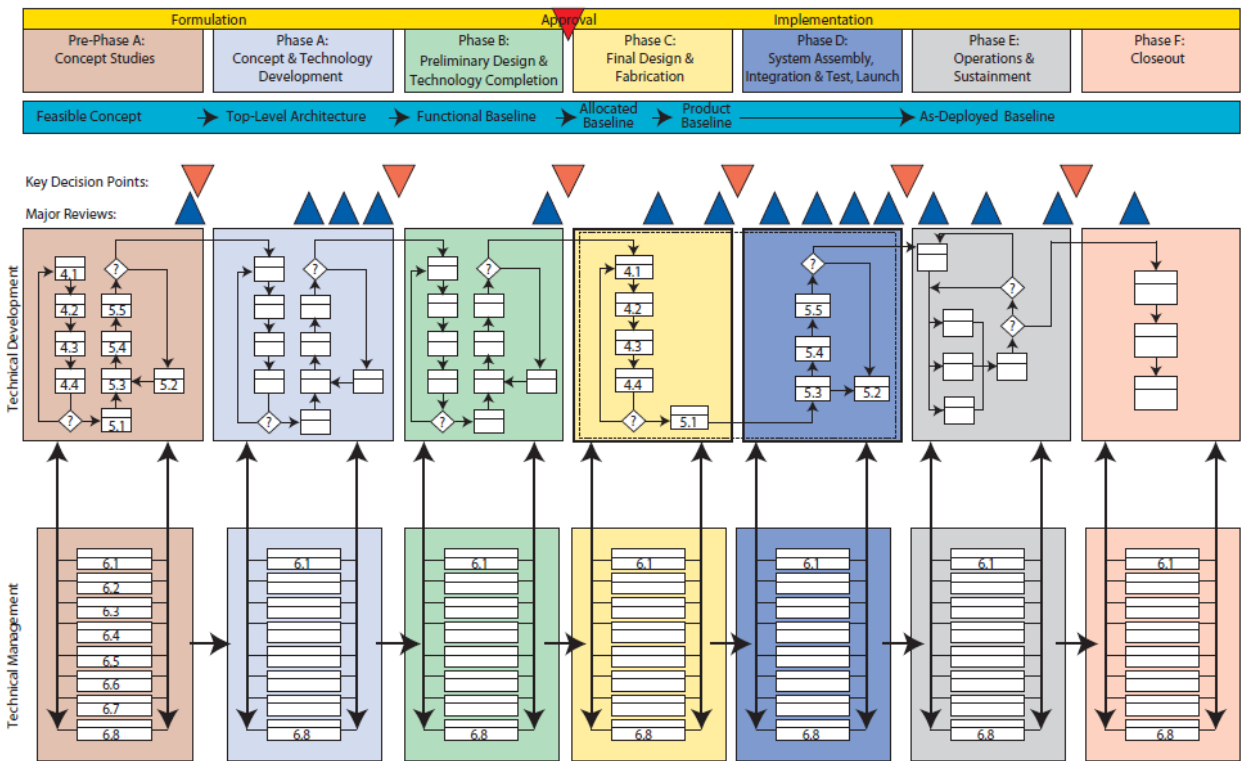 Formulation
Approval
Implementation
Pre-Phase A:
Concept Studies
Phase A:
Concept & Technology
Development
Phase B:
Preliminary Design &
Technology Completion
Phase C:
Final Design &
Fabrication
Phase D:
System Assembly,
Integration & Test, Launch
Phase E:
Operations &
Sustainment
Phase F:
Closeout
Feasible Concept
Top-Level Architecture
Functional Baseline
Allocated
Baseline
Product
Baseline
As-Deployed Baseline
Key Decision Points:
Major Reviews:
Technical Development
4.1
4.2
4.3
4.4
?
?
5.5
5.4
5.3
5.2
5.1
?
?
?
?
4.1
4.2
4.3
4.4
?
5.1
?
5.5
5.4
5.3
5.2
?
?
Technical Management
6.1
6.2
6.3
6.4
6.5
6.6
6.7
6.8
6.1
6.8
6.1
6.8
6.1
6.8
6.1
6.8
6.1
6.8
6.1
6.8